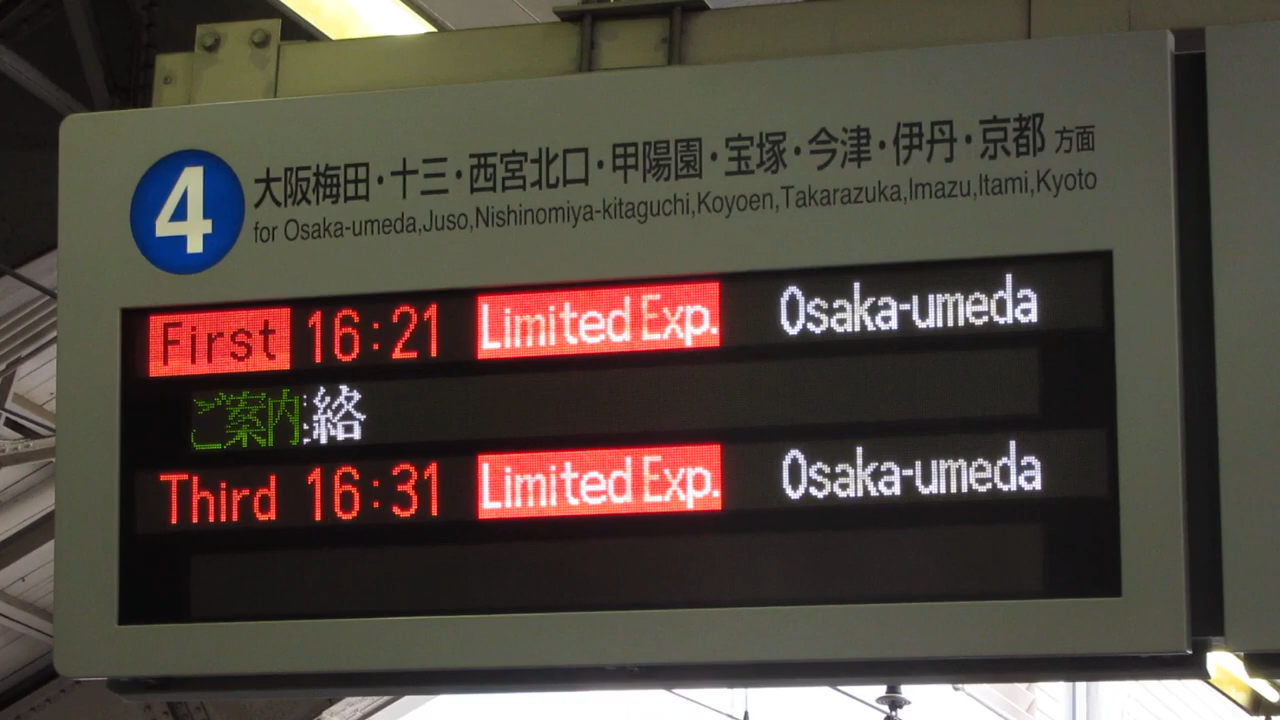 4
大阪梅田・十三・西宮北口・甲陽園・宝塚・今津・伊丹・京都 方面
for Osaka-umeda,Juso,Nishinomiya-kitaguchi,Koyoen,Takarazuka,Imazu,Itami,Kyoto
First 16:21 Limited Exp. Osaka-umeda
ご案内 絡
Third 16:31 Limited Exp. Osaka-umeda